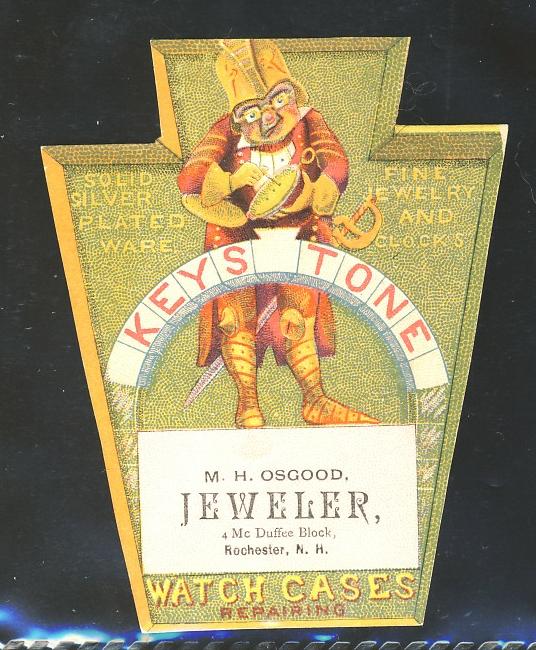 SOLID
SILVER
PLATED
WARE
FINE
JEWELRY
AND
CLOCKS
KEYSTONE
M. H. OSGOOD,
JEWELER,
4 Mc Duffee Block,
Rochester, N. H.
WATCH CASES
REPAIRING